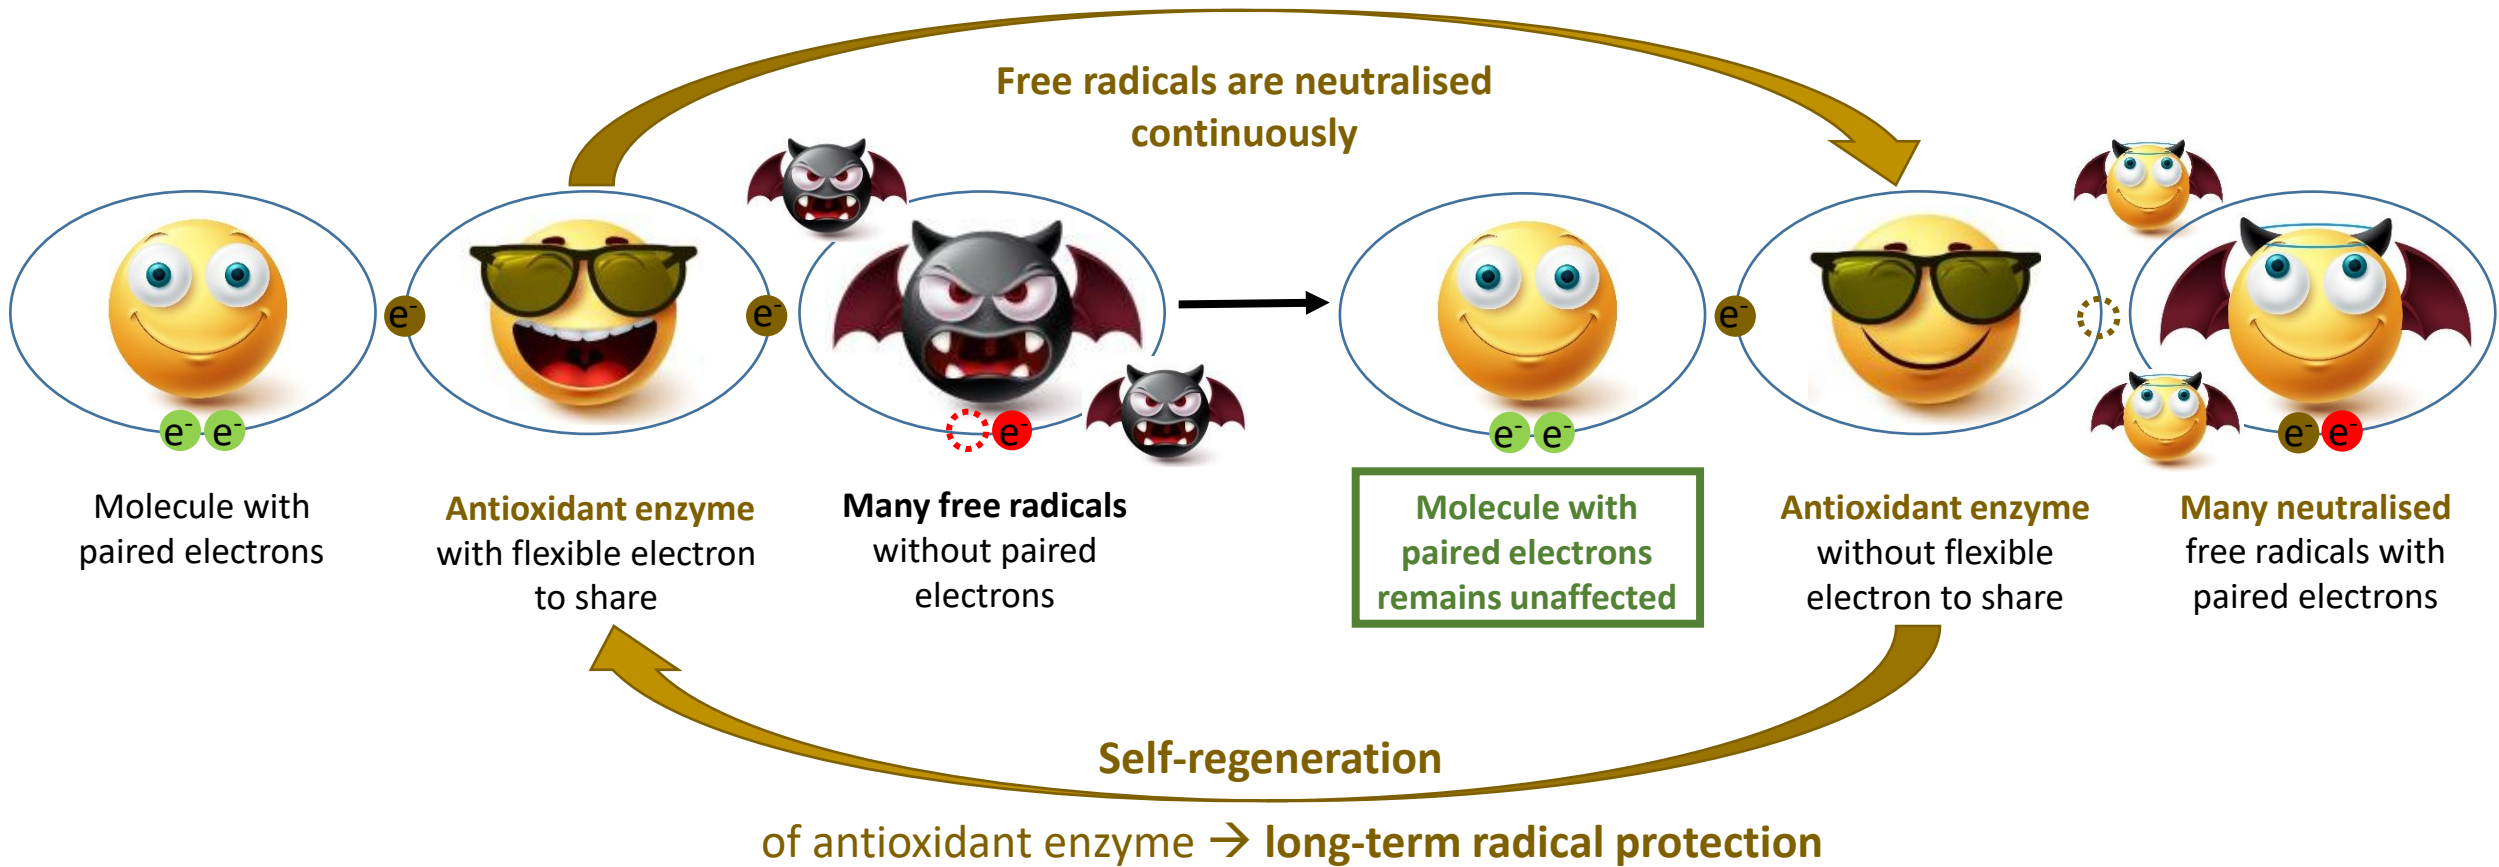 Free radicals are neutralised
continuously
e-
e-
e- e-
e-
e-
e- e-
e- e-
Molecule with
paired electrons
Antioxidant enzyme
with flexible electron
to share
Many free radicals
without paired
electrons
Molecule with
paired electrons
remains unaffected
Antioxidant enzyme
without flexible
electron to share
Many neutralised
free radicals with
paired electrons
Self-regeneration
of antioxidant enzyme → long-term radical protection